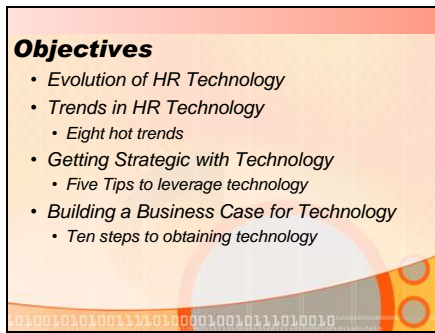 Objectives
• Evolution of HR Technology
• Trends in HR Technology
• Eight hot trends
• Getting Strategic with Technology
• Five Tips to leverage technology
• Building a Business Case for Technology
• Ten steps to obtaining technology